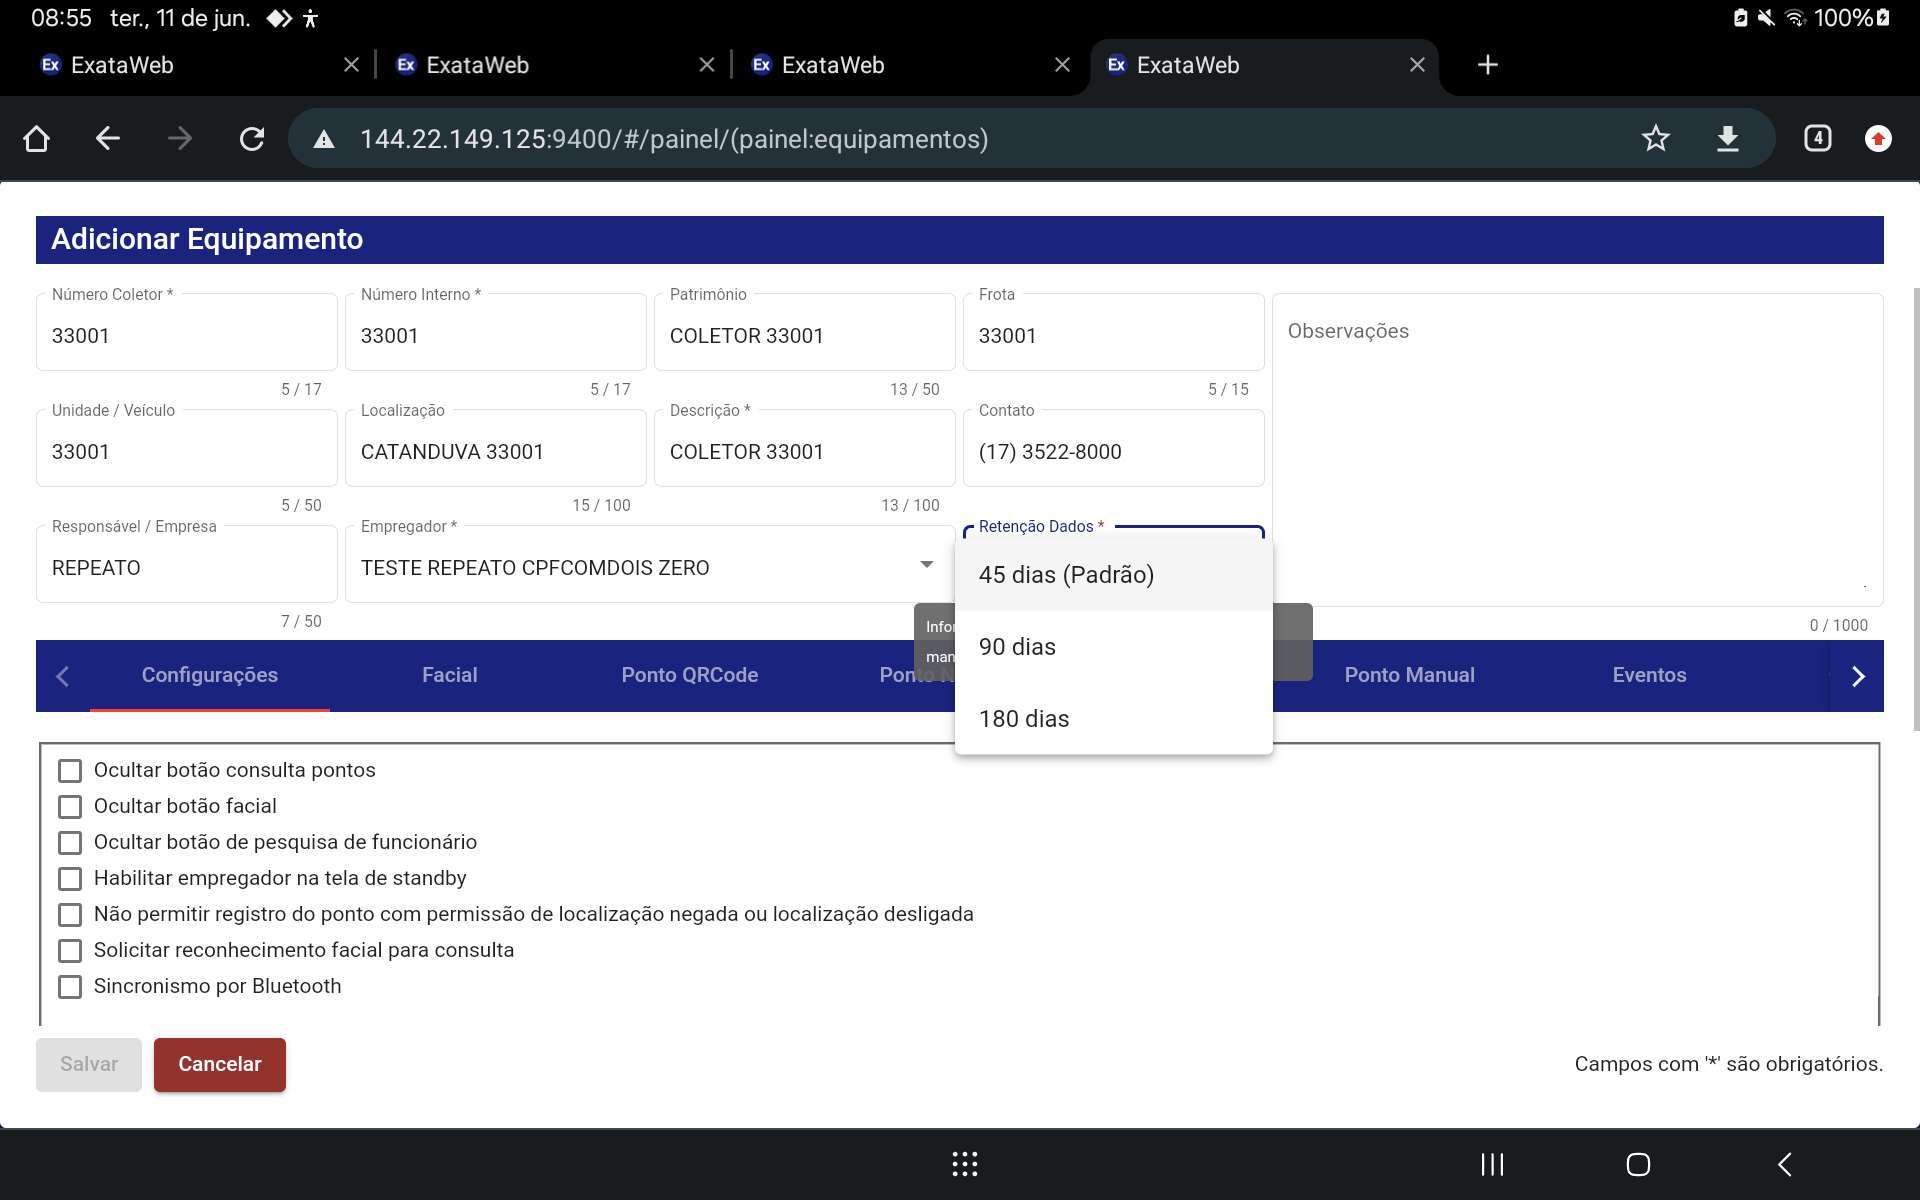 08:55 ter., 11 de jun. 100%
Ex ExataWeb Ex ExataWeb Ex ExataWeb Ex ExataWeb
144.22.149.125:9400/#/painel/(painel:equipamentos) 4
Adicionar Equipamento
Número Coletor * Número Interno * Patrimônio Frota
33001 33001 COLETOR 33001 33001 Observações
5 / 17 5 / 17 13 / 50 5 / 15
Unidade / Veículo Localização Descrição * Contato
33001 CATANDUVA 33001 COLETOR 33001 (17) 3522-8000
5 / 50 15 / 100 13 / 100
Responsável / Empresa Empregador * Retenção Dados *
REPEATO TESTE REPEATO CPFCOMDOIS ZERO 45 dias (Padrão)
7 / 50 0 / 1000
90 dias
Configurações Facial Ponto QRCode Ponto Manual Eventos
180 dias
Ocultar botão consulta pontos
Ocultar botão facial
Ocultar botão de pesquisa de funcionário
Habilitar empregador na tela de standby
Não permitir registro do ponto com permissão de localização negada ou localização desligada
Solicitar reconhecimento facial para consulta
Sincronismo por Bluetooth
Salvar Cancelar Campos com '*' são obrigatórios.